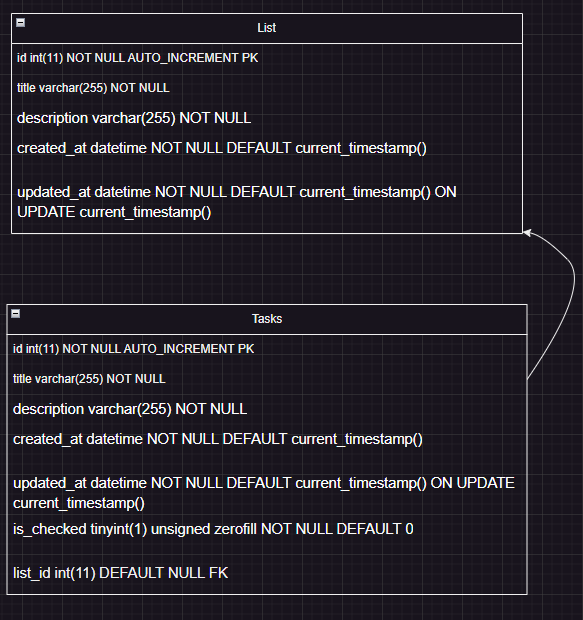 List
id int(11) NOT NULL AUTO_INCREMENT PK
title varchar(255) NOT NULL
description varchar(255) NOT NULL
created_at datetime NOT NULL DEFAULT current_timestamp()
updated_at datetime NOT NULL DEFAULT current_timestamp() ON
UPDATE current_timestamp()
Tasks
id int(11) NOT NULL AUTO_INCREMENT PK
title varchar(255) NOT NULL
description varchar(255) NOT NULL
created_at datetime NOT NULL DEFAULT current_timestamp()
updated_at datetime NOT NULL DEFAULT current_timestamp() ON UPDATE
current_timestamp()
is_checked tinyint(1) unsigned zerofill NOT NULL DEFAULT 0
list_id int(11) DEFAULT NULL FK